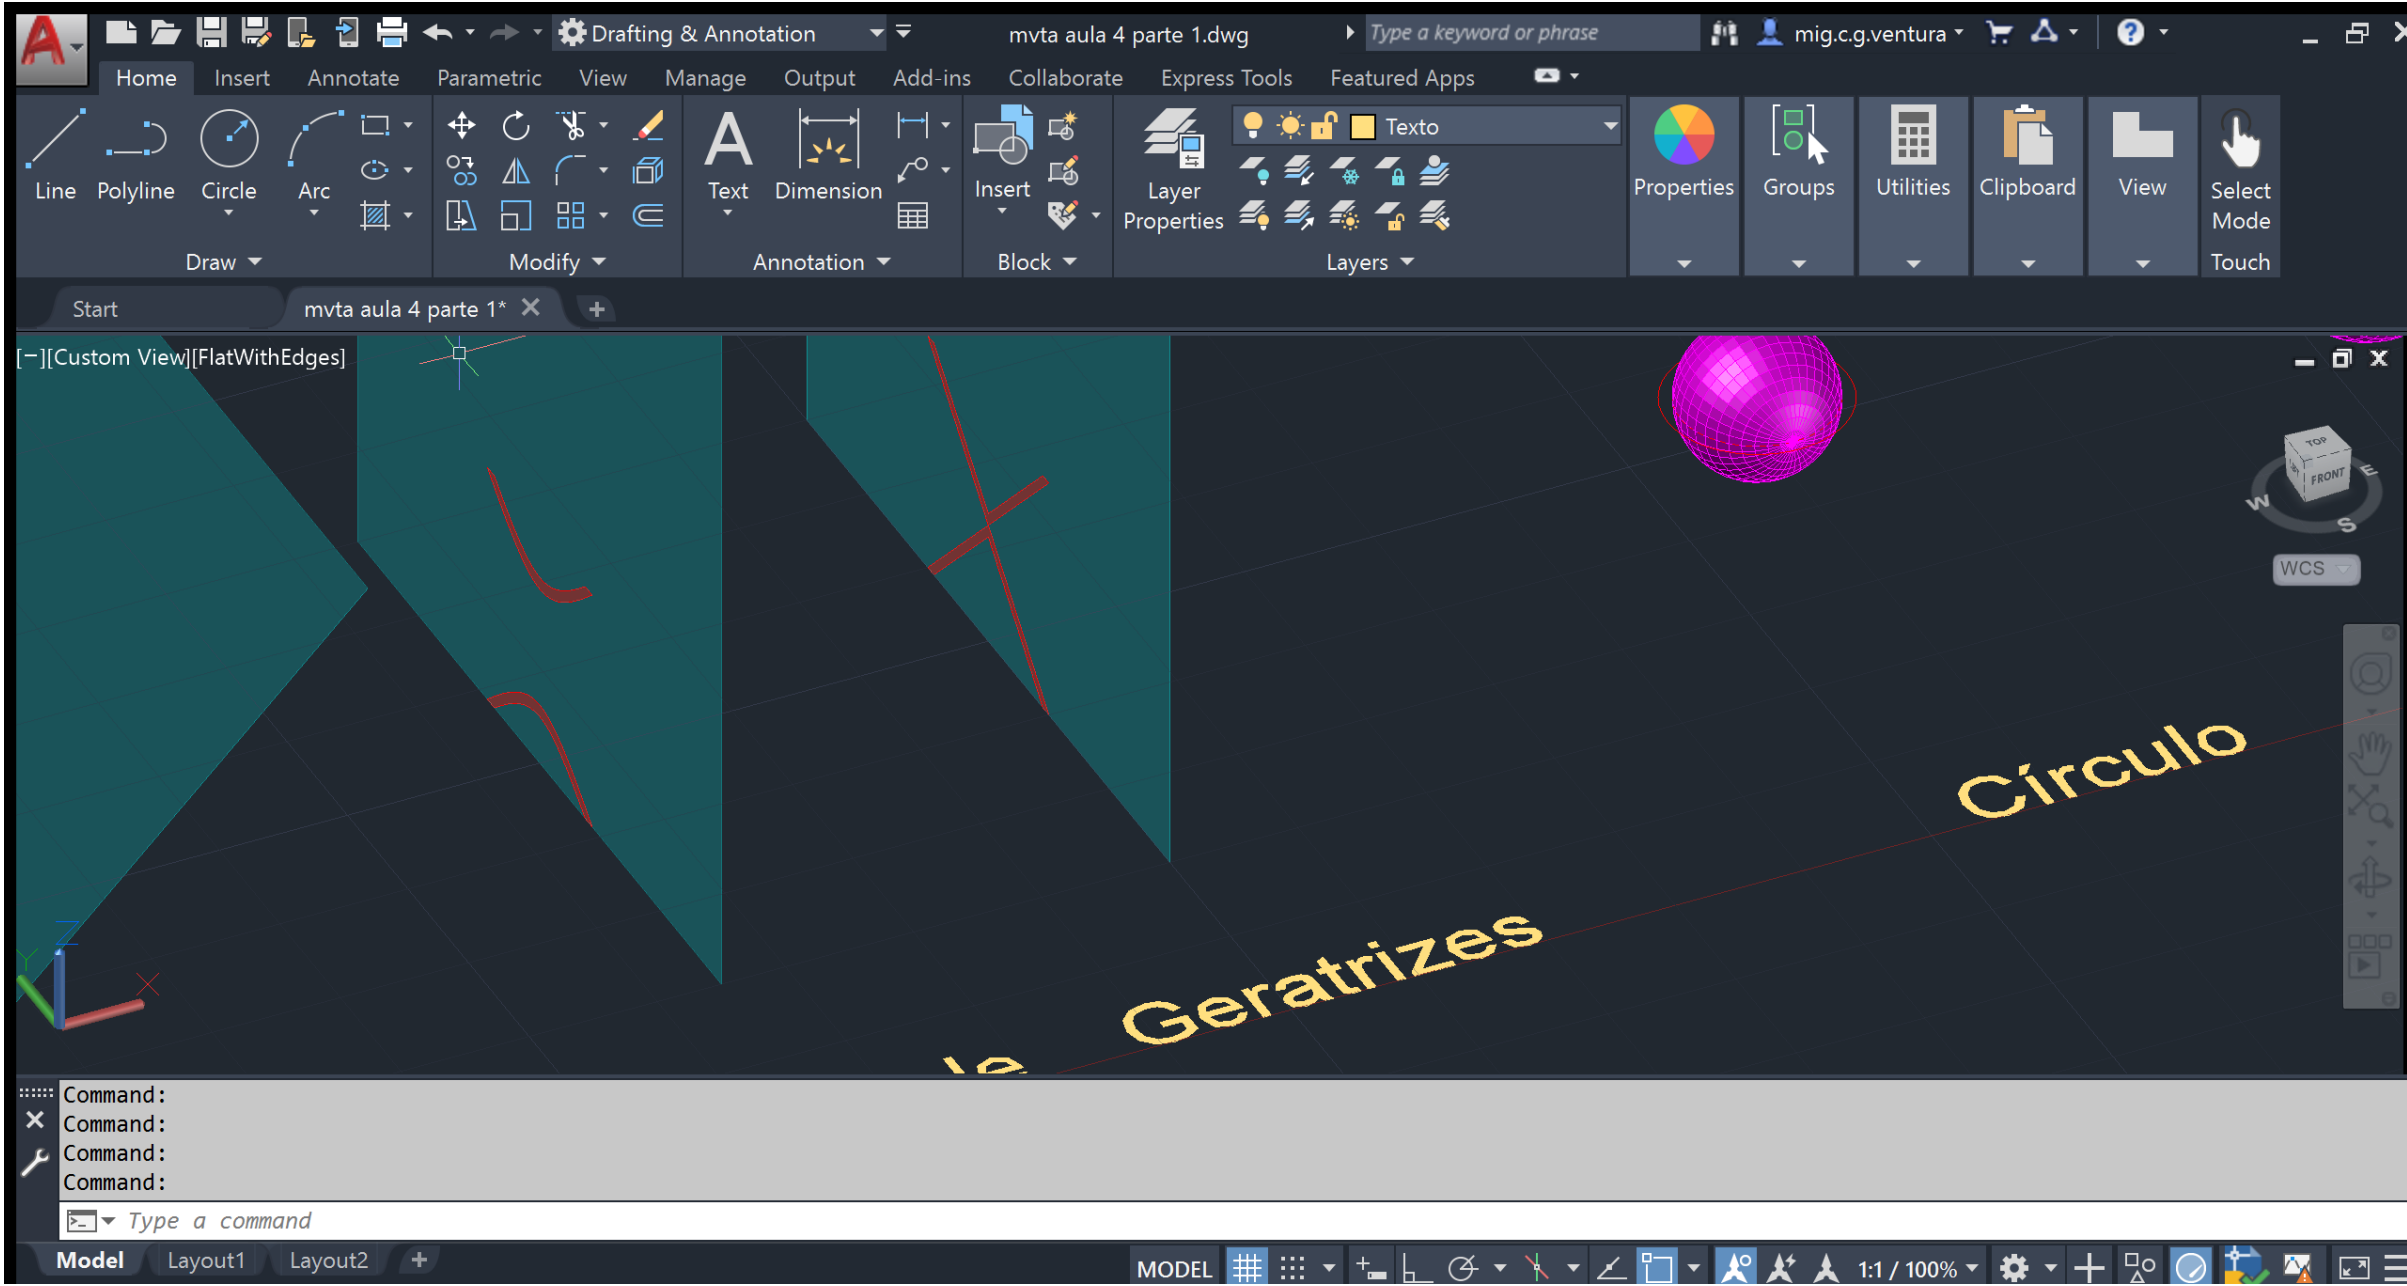 Drafting & Annotation
mvta aula 4 parte 1.dwg
Type a keyword or phrase
mig.c.g.ventura
Home Insert Annotate Parametric View Manage Output Add-ins Collaborate Express Tools Featured Apps
Texto
Line Polyline Circle Arc
Text Dimension
Insert
Layer Properties
Properties Groups Utilities Clipboard View
Select Mode
Draw Modify Annotation Block Layers Touch
Start
mvta aula 4 parte 1*
[−][Custom View][FlatWithEdges]
TOP
FRONT
W
S
E
WCS
Círculo
Geratrizes
le
Z
Y
X
Command:
Command:
Command:
Command:
Type a command
Model Layout1 Layout2
MODEL
1:1 / 100%